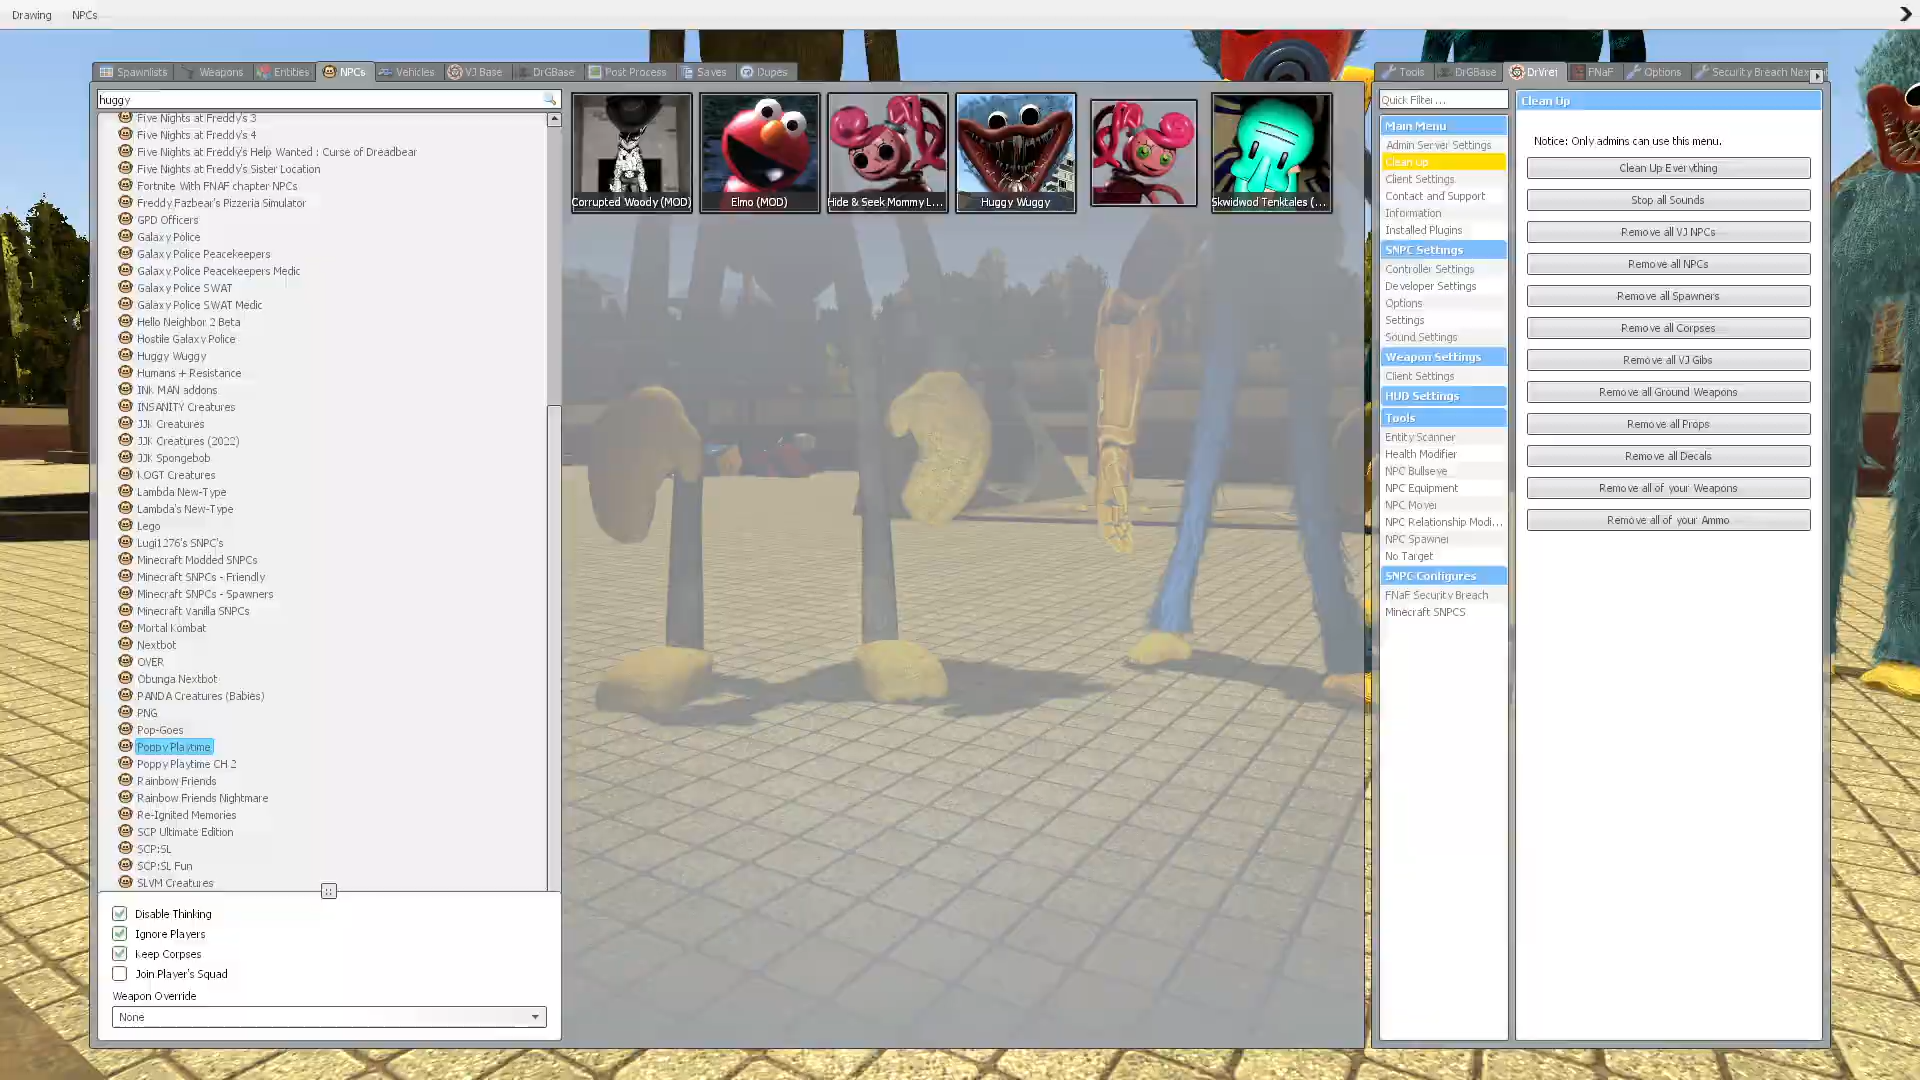 Drawing NPCs
Spawnlists Weapons Entities NPCs Vehicles VJ Base DrGBase Post Process Saves Dupes
huggy
Five Nights at Freddy's 3
Five Nights at Freddy's 4
Five Nights at Freddy's Help Wanted : Curse of Dreadbear
Five Nights at Freddy's Sister Location
Fortnite With FNAF chapter NPCs
Freddy Fazbear's Pizzeria Simulator
GPD Officers
Galaxy Police
Galaxy Police Peacekeepers
Galaxy Police Peacekeepers Medic
Galaxy Police SWAT
Galaxy Police SWAT Medic
Hello Neighbor 2 Beta
Hostile Galaxy Police
Huggy Wuggy
Humans + Resistance
INK MAN addons
INSANITY Creatures
JJK Creatures
JJK Creatures (2022)
JJK Spongebob
KOGT Creatures
Lambda New-Type
Lambda's New-Type
Lego
Lugi1276's SNPC's
Minecraft Modded SNPCs
Minecraft SNPCs - Friendly
Minecraft SNPCs - Spawners
Minecraft Vanilla SNPCs
Mortal Kombat
Nextbot
OVER
Obunga Nextbot
PANDA Creatures (Babies)
PNG
Pop-Goes
Poppy Playtime
Poppy Playtime CH 2
Rainbow Friends
Rainbow Friends Nightmare
Re-Ignited Memories
SCP Ultimate Edition
SCP:SL
SCP:SL Fun
SLVM Creatures
Disable Thinking
Ignore Players
Keep Corpses
Join Player's Squad
Weapon Override
None
Corrupted Woody (MOD)
Elmo (MOD)
Hide & Seek Mommy L...
Huggy Wuggy
Skwidwod Tenktales (...
Tools DrGBase DrVrej FNaF Options Security Breach Nex
Quick Filter ...
Main Menu
Admin Server Settings
Clean Up
Client Settings
Contact and Support
Information
Installed Plugins
SNPC Settings
Controller Settings
Developer Settings
Options
Settings
Sound Settings
Weapon Settings
Client Settings
HUD Settings
Tools
Entity Scanner
Health Modifier
NPC Bullseye
NPC Equipment
NPC Mover
NPC Relationship Modi...
NPC Spawner
No Target
SNPC Configures
FNaF Security Breach
Minecraft SNPCS
Clean Up
Notice: Only admins can use this menu.
Clean Up Everything
Stop all Sounds
Remove all VJ NPCs
Remove all NPCs
Remove all Spawners
Remove all Corpses
Remove all VJ Gibs
Remove all Ground Weapons
Remove all Props
Remove all Decals
Remove all of your Weapons
Remove all of your Ammo